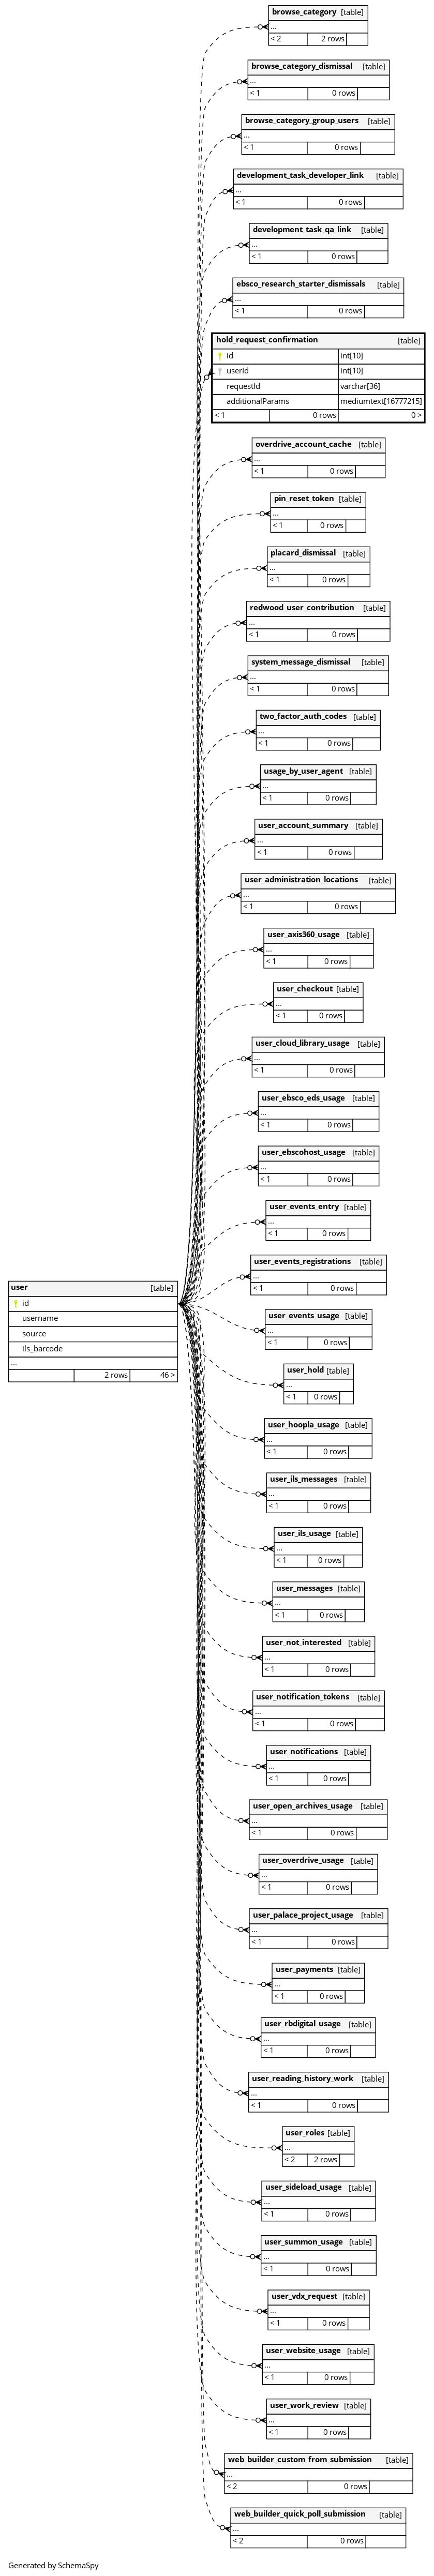 browse_category [table]
...
< 2 2 rows
browse_category_dismissal [table]
...
< 1 0 rows
browse_category_group_users [table]
...
< 1 0 rows
development_task_developer_link [table]
...
< 1 0 rows
development_task_qa_link [table]
...
< 1 0 rows
ebsco_research_starter_dismissals [table]
...
< 1 0 rows
hold_request_confirmation [table]
id int[10]
userId int[10]
requestId varchar[36]
additionalParams mediumtext[16777215]
< 1 0 rows 0 >
overdrive_account_cache [table]
...
< 1 0 rows
pin_reset_token [table]
...
< 1 0 rows
placard_dismissal [table]
...
< 1 0 rows
redwood_user_contribution [table]
...
< 1 0 rows
system_message_dismissal [table]
...
< 1 0 rows
two_factor_auth_codes [table]
...
< 1 0 rows
usage_by_user_agent [table]
...
< 1 0 rows
user_account_summary [table]
...
< 1 0 rows
user_administration_locations [table]
...
< 1 0 rows
user_axis360_usage [table]
...
< 1 0 rows
user_checkout [table]
...
< 1 0 rows
user_cloud_library_usage [table]
...
< 1 0 rows
user_ebsco_eds_usage [table]
...
< 1 0 rows
user_ebscohost_usage [table]
...
< 1 0 rows
user_events_entry [table]
...
< 1 0 rows
user_events_registrations [table]
...
< 1 0 rows
user [table]
id
username
source
ils_barcode
...
2 rows 46 >
user_events_usage [table]
...
< 1 0 rows
user_hold [table]
...
< 1 0 rows
user_hoopla_usage [table]
...
< 1 0 rows
user_ils_messages [table]
...
< 1 0 rows
user_ils_usage [table]
...
< 1 0 rows
user_messages [table]
...
< 1 0 rows
user_not_interested [table]
...
< 1 0 rows
user_notification_tokens [table]
...
< 1 0 rows
user_notifications [table]
...
< 1 0 rows
user_open_archives_usage [table]
...
< 1 0 rows
user_overdrive_usage [table]
...
< 1 0 rows
user_palace_project_usage [table]
...
< 1 0 rows
user_payments [table]
...
< 1 0 rows
user_rbdigital_usage [table]
...
< 1 0 rows
user_reading_history_work [table]
...
< 1 0 rows
user_roles [table]
...
< 2 2 rows
user_sideload_usage [table]
...
< 1 0 rows
user_summon_usage [table]
...
< 1 0 rows
user_vdx_request [table]
...
< 1 0 rows
user_website_usage [table]
...
< 1 0 rows
user_work_review [table]
...
< 1 0 rows
web_builder_custom_from_submission [table]
...
< 2 0 rows
web_builder_quick_poll_submission [table]
...
< 2 0 rows
Generated by SchemaSpy